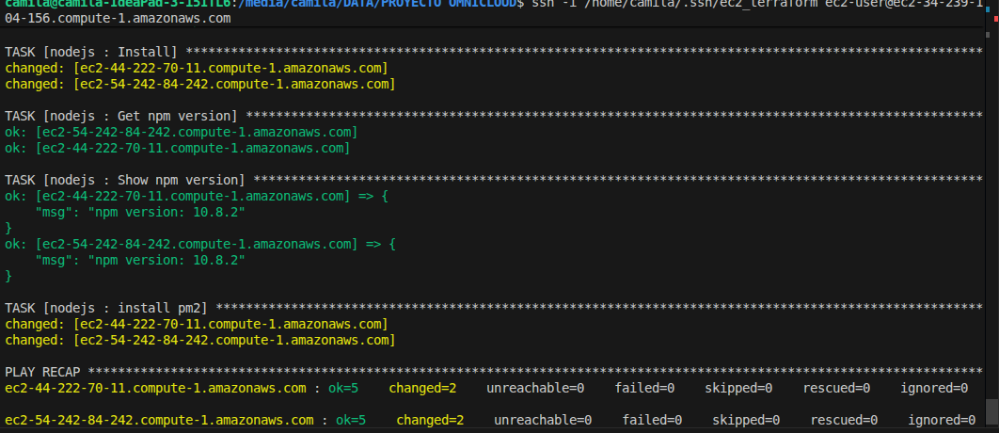 camila@camila-IdeaPad-3-15ITL6:/media/camila/DATA/PROYECTO OMNICLOUD$ ssh -i /home/camila/.ssh/ec2_terraform ec2-user@ec2-34-239-1
04-156.compute-1.amazonaws.com
TASK [nodejs : Install] **********************************************************************************************************
changed: [ec2-44-222-70-11.compute-1.amazonaws.com]
changed: [ec2-54-242-84-242.compute-1.amazonaws.com]
TASK [nodejs : Get npm version] **************************************************************************************************
ok: [ec2-54-242-84-242.compute-1.amazonaws.com]
ok: [ec2-44-222-70-11.compute-1.amazonaws.com]
TASK [nodejs : Show npm version] *************************************************************************************************
ok: [ec2-44-222-70-11.compute-1.amazonaws.com] => {
    "msg": "npm version: 10.8.2"
}
ok: [ec2-54-242-84-242.compute-1.amazonaws.com] => {
    "msg": "npm version: 10.8.2"
}
TASK [nodejs : install pm2] ******************************************************************************************************
changed: [ec2-44-222-70-11.compute-1.amazonaws.com]
changed: [ec2-54-242-84-242.compute-1.amazonaws.com]
PLAY RECAP ***********************************************************************************************************************
ec2-44-222-70-11.compute-1.amazonaws.com : ok=5    changed=2    unreachable=0    failed=0    skipped=0    rescued=0    ignored=0
ec2-54-242-84-242.compute-1.amazonaws.com : ok=5    changed=2    unreachable=0    failed=0    skipped=0    rescued=0    ignored=0